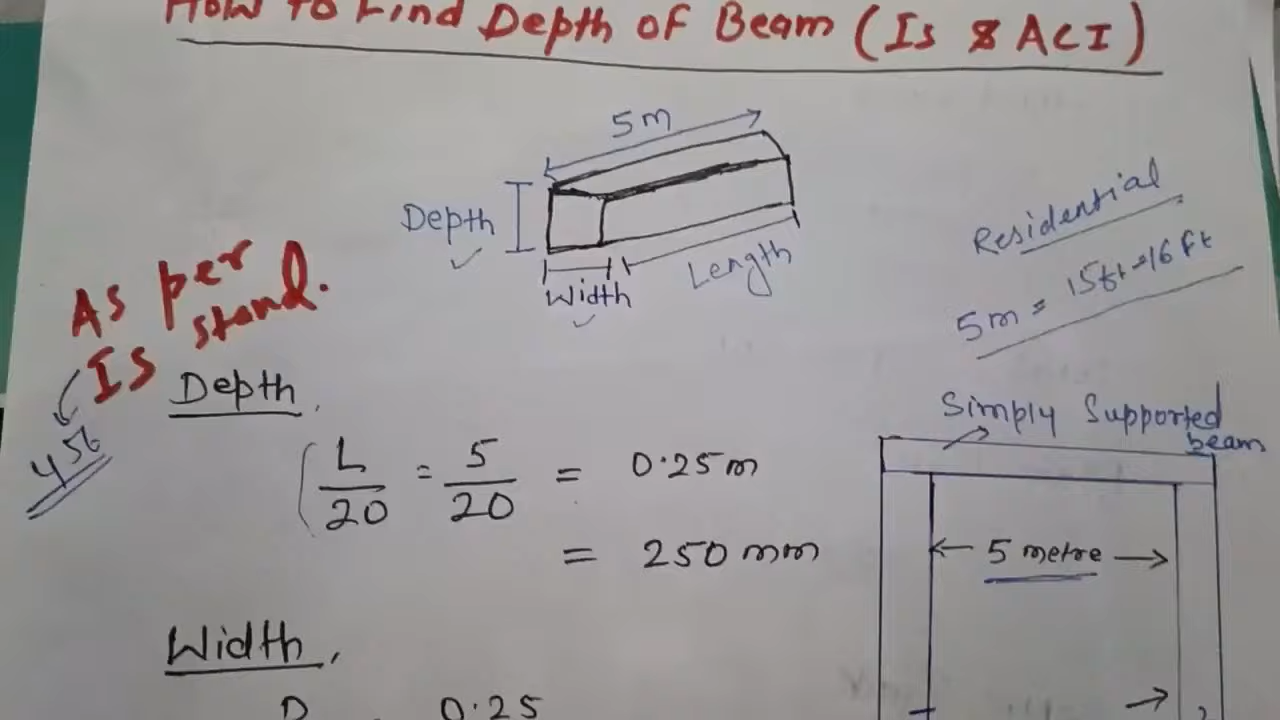 How To Find Depth of Beam (Is & ACI)
5m
Depth
Width
Length
Residential
5m = 15ft-16ft
As per
IS stand.
456
Depth,
L/20 = 5/20 = 0.25m
= 250 mm
Simply Supported
beam
5 metre
Width,
D 0.25